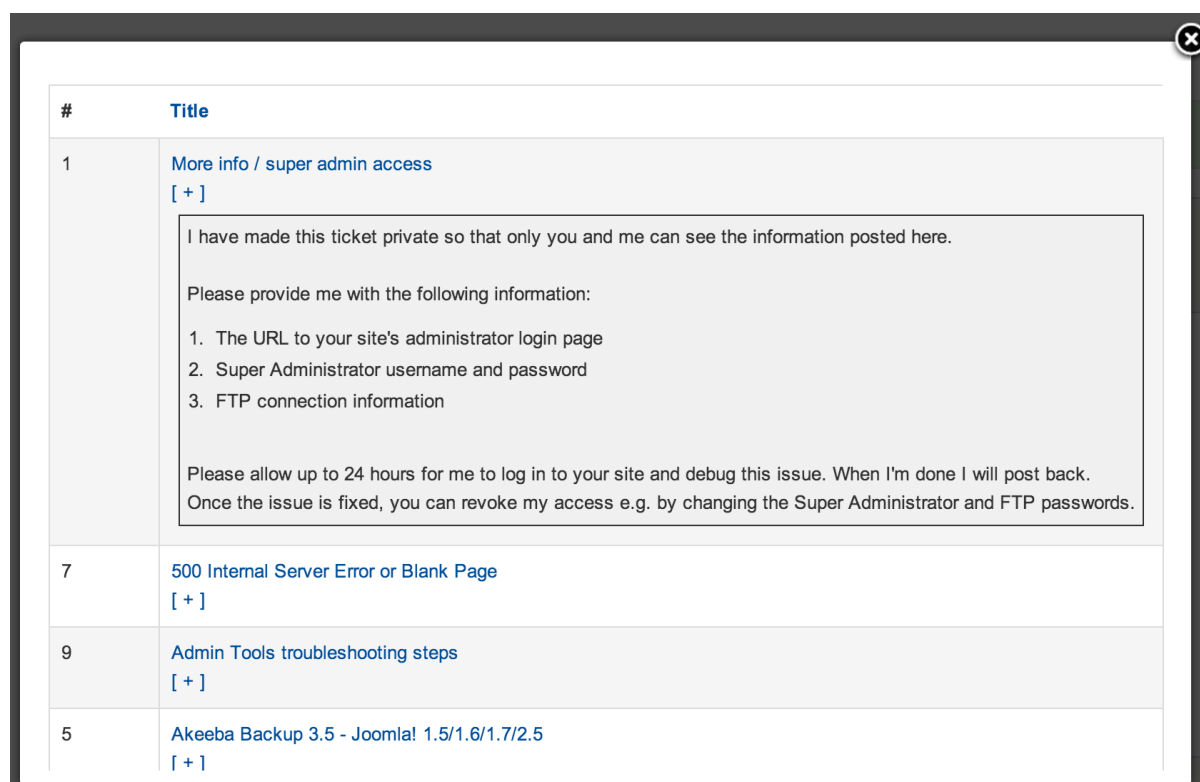 # Title
1 More info / super admin access
[ + ]
I have made this ticket private so that only you and me can see the information posted here.
Please provide me with the following information:
1. The URL to your site's administrator login page
2. Super Administrator username and password
3. FTP connection information
Please allow up to 24 hours for me to log in to your site and debug this issue. When I'm done I will post back.
Once the issue is fixed, you can revoke my access e.g. by changing the Super Administrator and FTP passwords.
7 500 Internal Server Error or Blank Page
[ + ]
9 Admin Tools troubleshooting steps
[ + ]
5 Akeeba Backup 3.5 - Joomla! 1.5/1.6/1.7/2.5
[ + ]